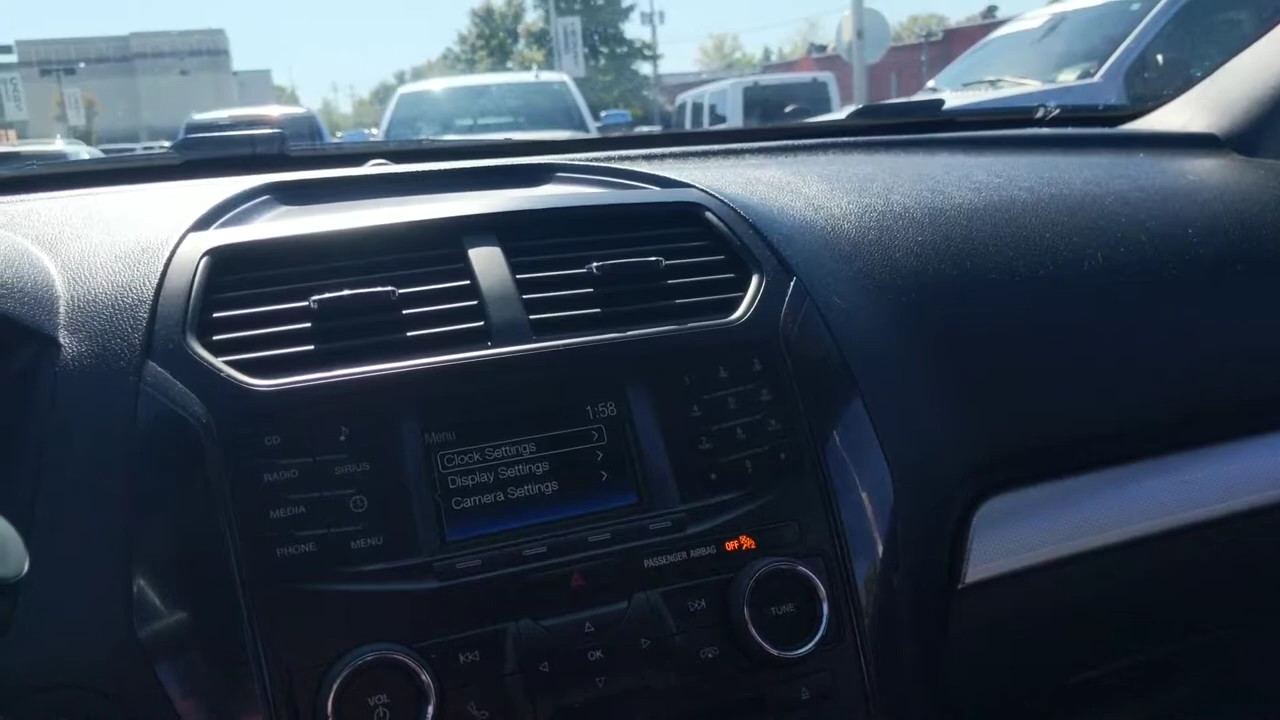 1:58
Menu
Clock Settings
Display Settings
Camera Settings
CD
RADIO SIRIUS
MEDIA
PHONE MENU
PASSENGER AIRBAG OFF
TUNE
OK
VOL